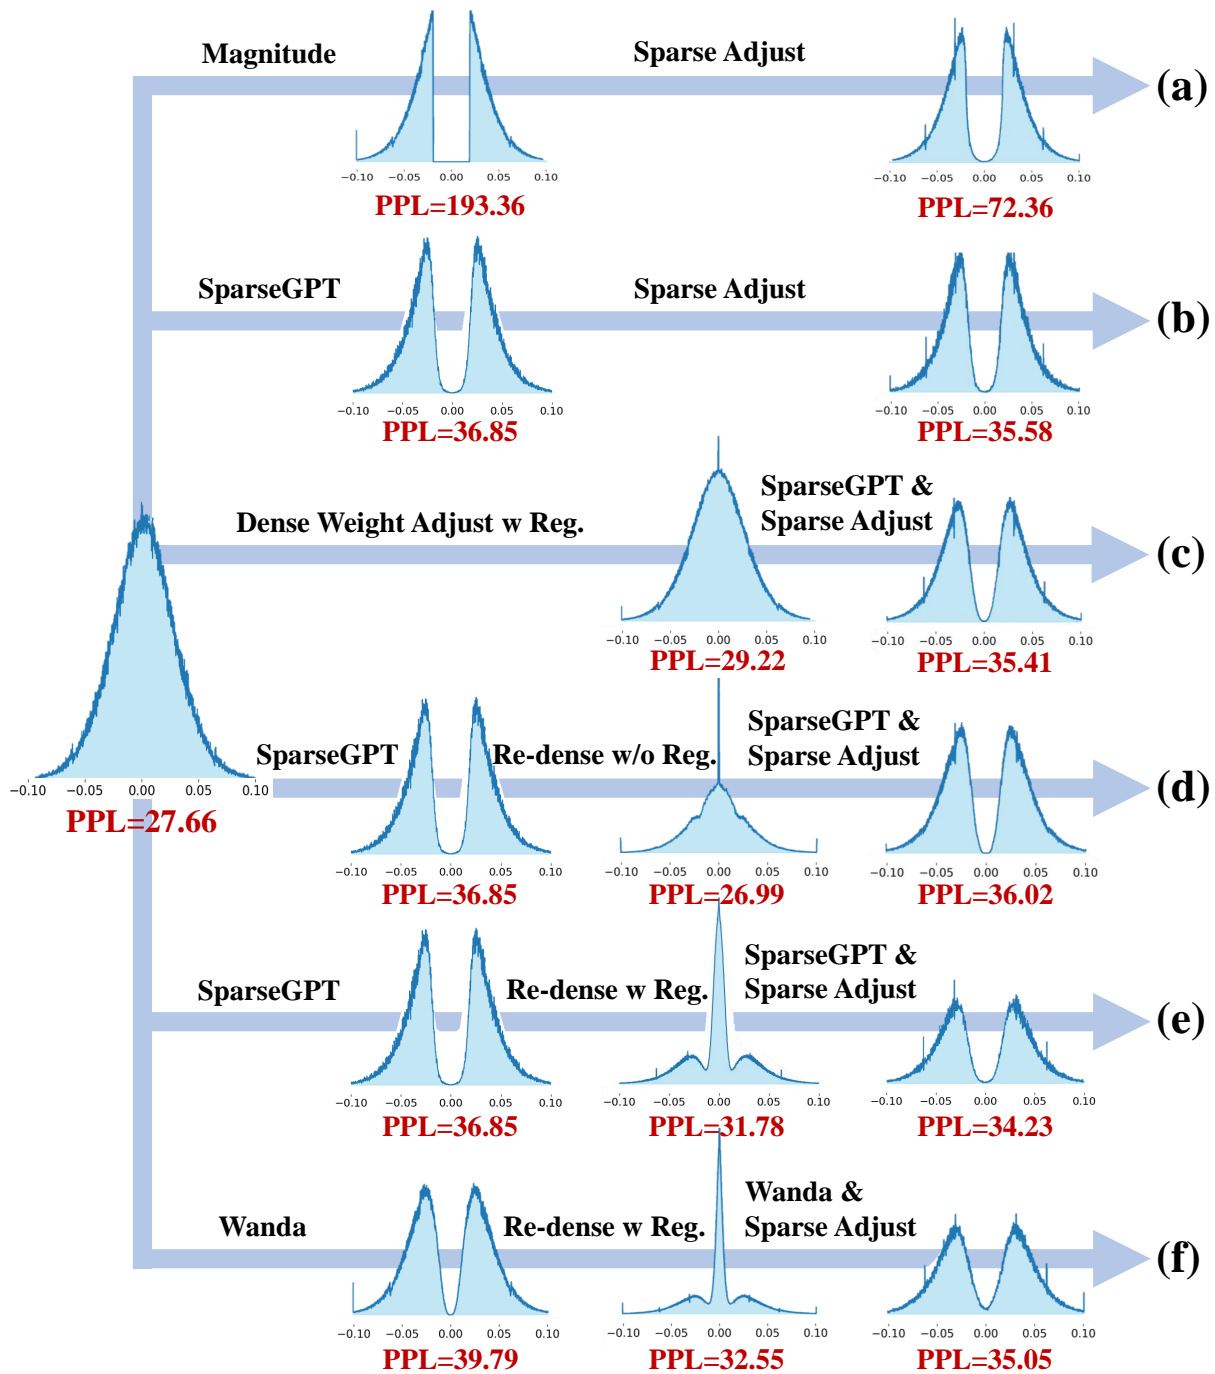 Magnitude
Sparse Adjust
(a)
−0.10 −0.05 0.00 0.05 0.10
−0.10 −0.05 0.00 0.05 0.10
PPL=193.36
PPL=72.36
SparseGPT
Sparse Adjust
(b)
−0.10 −0.05 0.00 0.05 0.10
−0.10 −0.05 0.00 0.05 0.10
PPL=36.85
PPL=35.58
Dense Weight Adjust w Reg.
SparseGPT &
Sparse Adjust
(c)
−0.10 −0.05 0.00 0.05 0.10
−0.10 −0.05 0.00 0.05 0.10
PPL=29.22
PPL=35.41
−0.10 −0.05 0.00 0.05 0.10
PPL=27.66
SparseGPT
Re-dense w/o Reg.
SparseGPT &
Sparse Adjust
(d)
−0.10 −0.05 0.00 0.05 0.10
−0.10 −0.05 0.00 0.05 0.10
−0.10 −0.05 0.00 0.05 0.10
PPL=36.85
PPL=26.99
PPL=36.02
SparseGPT
Re-dense w Reg.
SparseGPT &
Sparse Adjust
(e)
−0.10 −0.05 0.00 0.05 0.10
−0.10 −0.05 0.00 0.05 0.10
−0.10 −0.05 0.00 0.05 0.10
PPL=36.85
PPL=31.78
PPL=34.23
Wanda
Re-dense w Reg.
Wanda &
Sparse Adjust
(f)
−0.10 −0.05 0.00 0.05 0.10
−0.10 −0.05 0.00 0.05 0.10
−0.10 −0.05 0.00 0.05 0.10
PPL=39.79
PPL=32.55
PPL=35.05